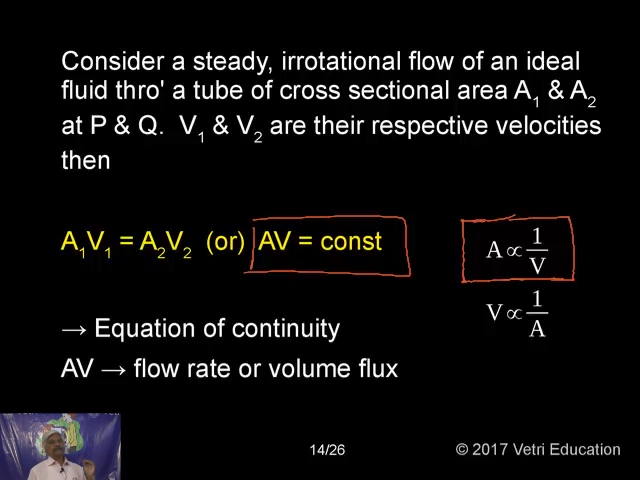 Consider a steady, irrotational flow of an ideal
fluid thro' a tube of cross sectional area A₁ & A₂
at P & Q. V₁ & V₂ are their respective velocities
then
A₁V₁ = A₂V₂ (or) AV = const
A ∝ 1/V
V ∝ 1/A
→ Equation of continuity
AV → flow rate or volume flux
14/26
© 2017 Vetri Education